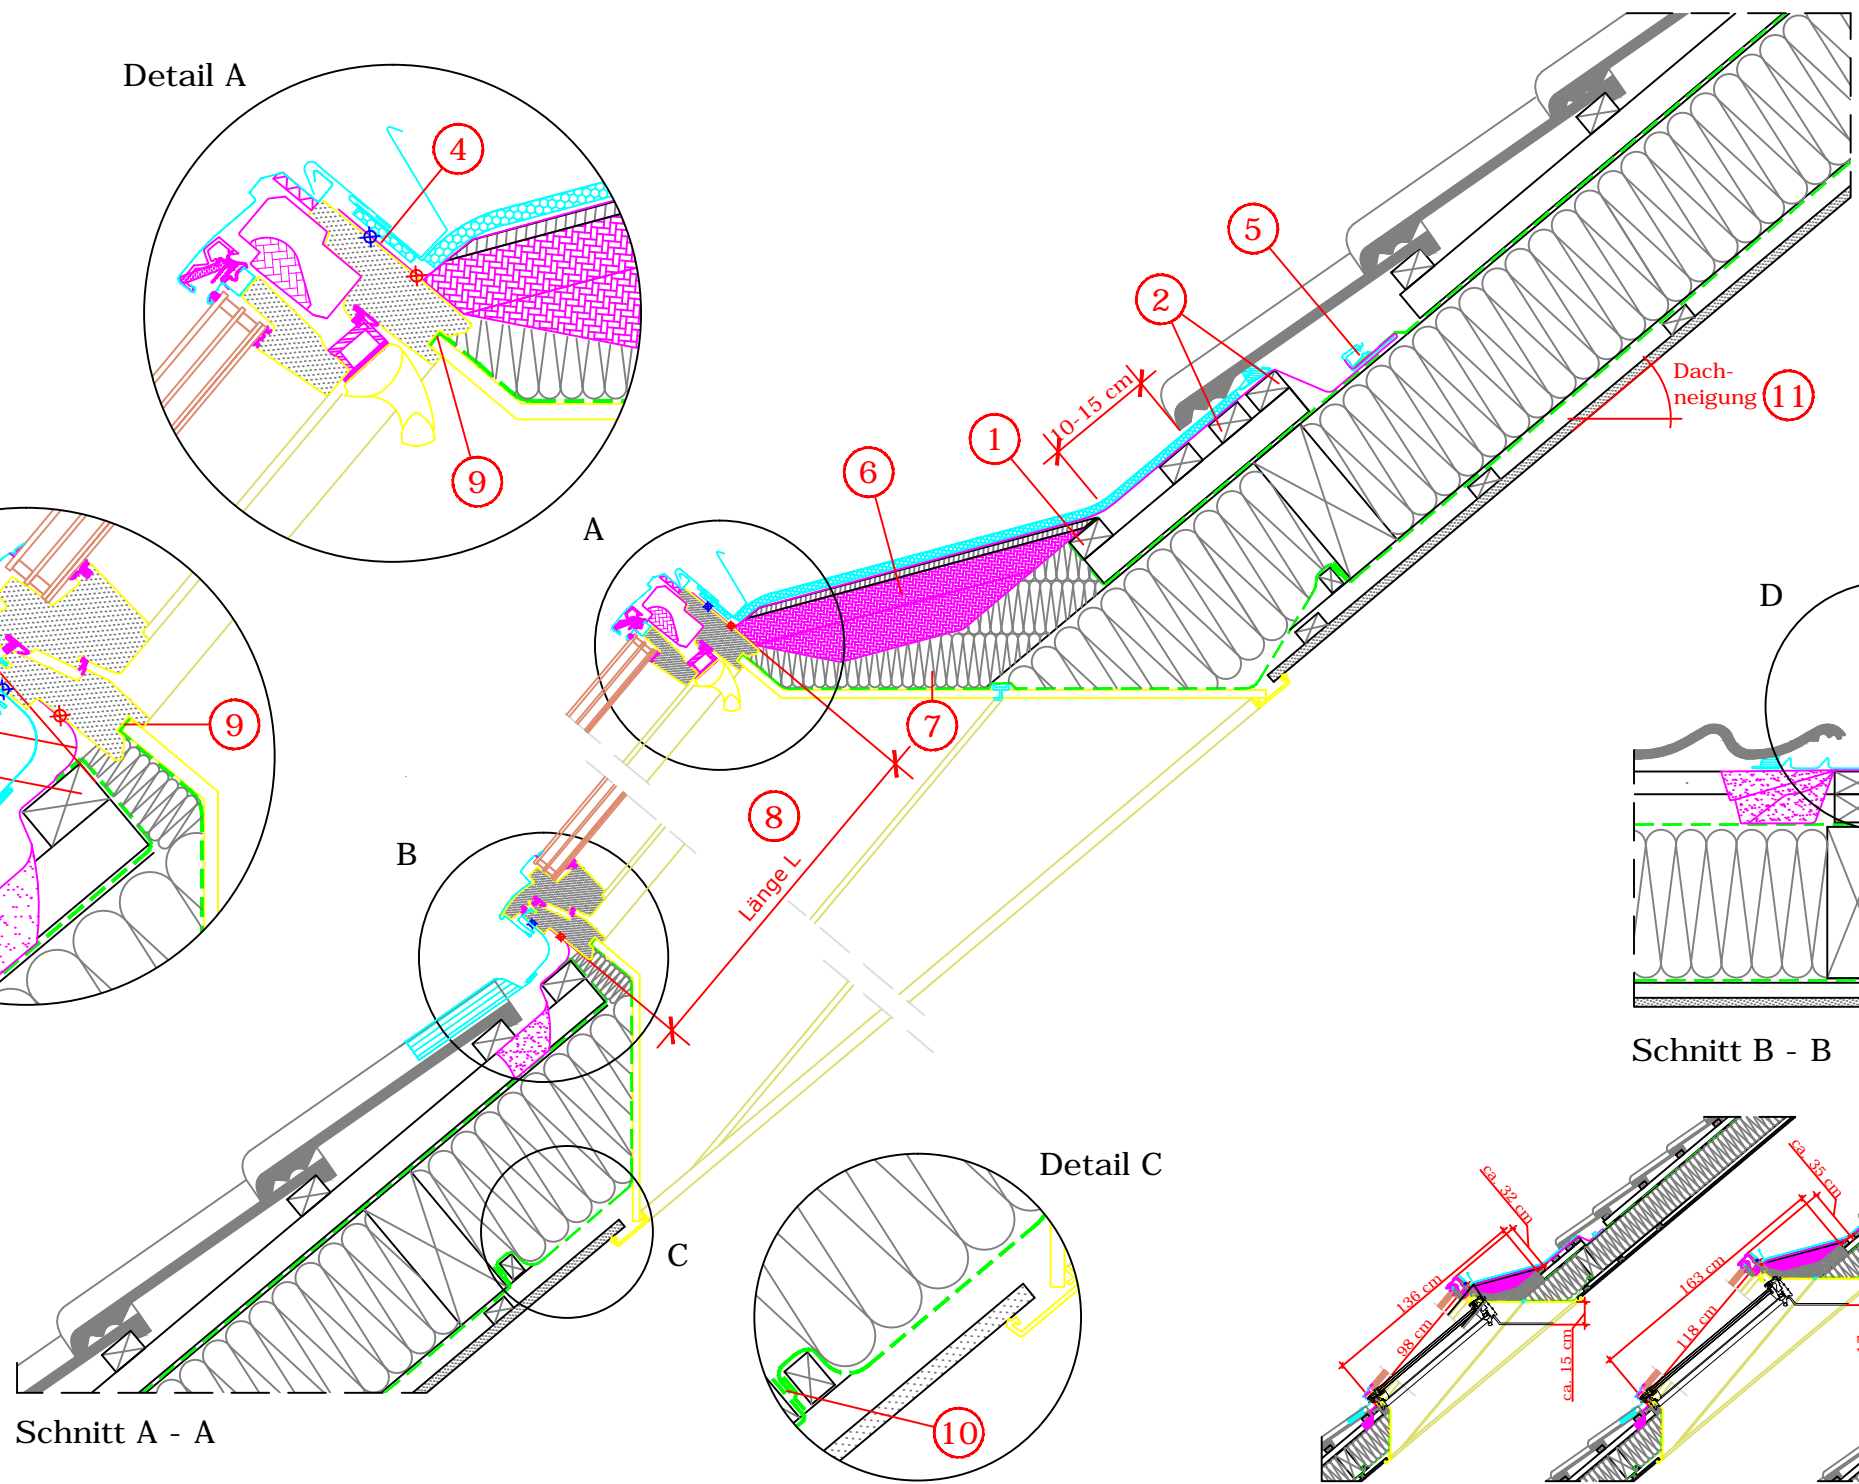 Detail A
4
9
5
2
10-15 cm
1
6
A
Dach-
neigung
11
D
9
7
8
Länge L
B
Schnitt B - B
C
Detail C
10
Schnitt A - A
ca. 32 cm
ca. 35 cm
136 cm
98 cm
ca. 15 cm
163 cm
118 cm